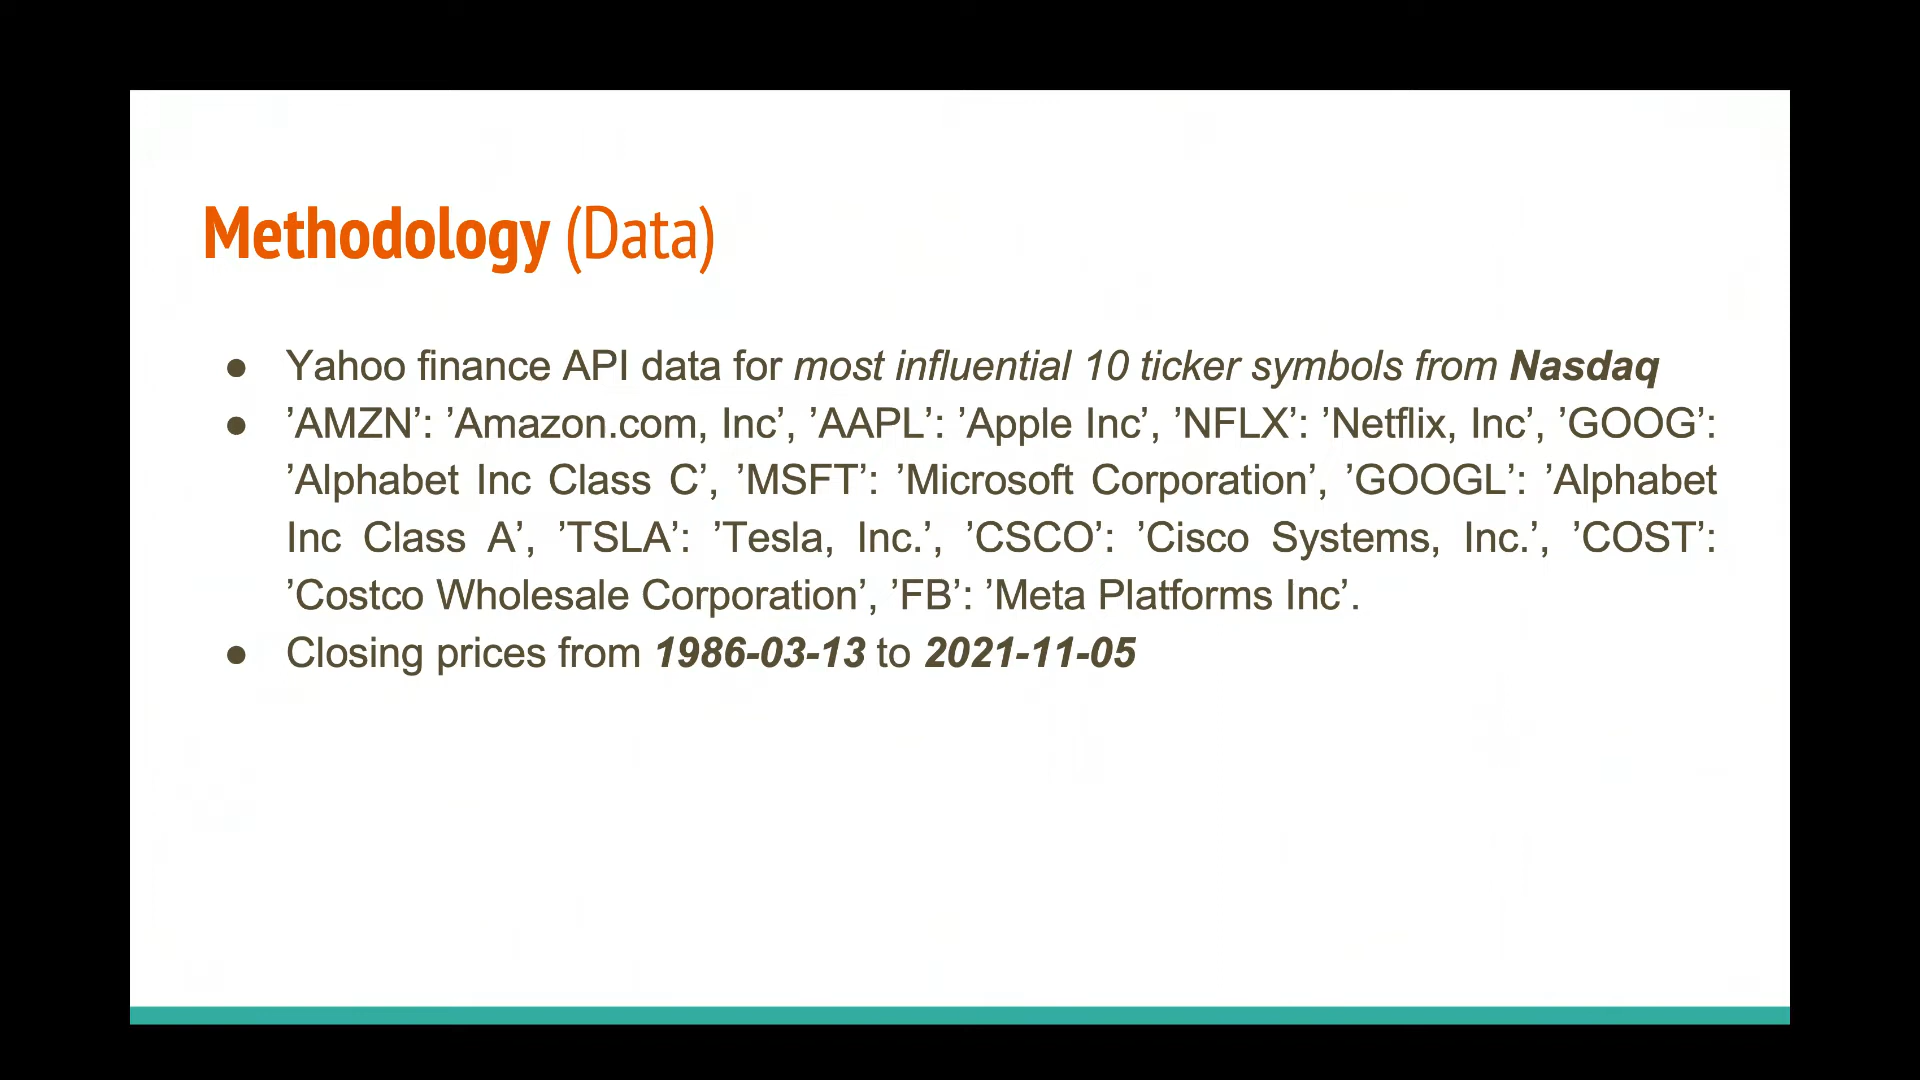 Methodology (Data)
● Yahoo finance API data for most influential 10 ticker symbols from Nasdaq
● ’AMZN’: ’Amazon.com, Inc’, ’AAPL’: ’Apple Inc’, ’NFLX’: ’Netflix, Inc’, ’GOOG’:
’Alphabet Inc Class C’, ’MSFT’: ’Microsoft Corporation’, ’GOOGL’: ’Alphabet
Inc Class A’, ’TSLA’: ’Tesla, Inc.’, ’CSCO’: ’Cisco Systems, Inc.’, ’COST’:
’Costco Wholesale Corporation’, ’FB’: ’Meta Platforms Inc’.
● Closing prices from 1986-03-13 to 2021-11-05